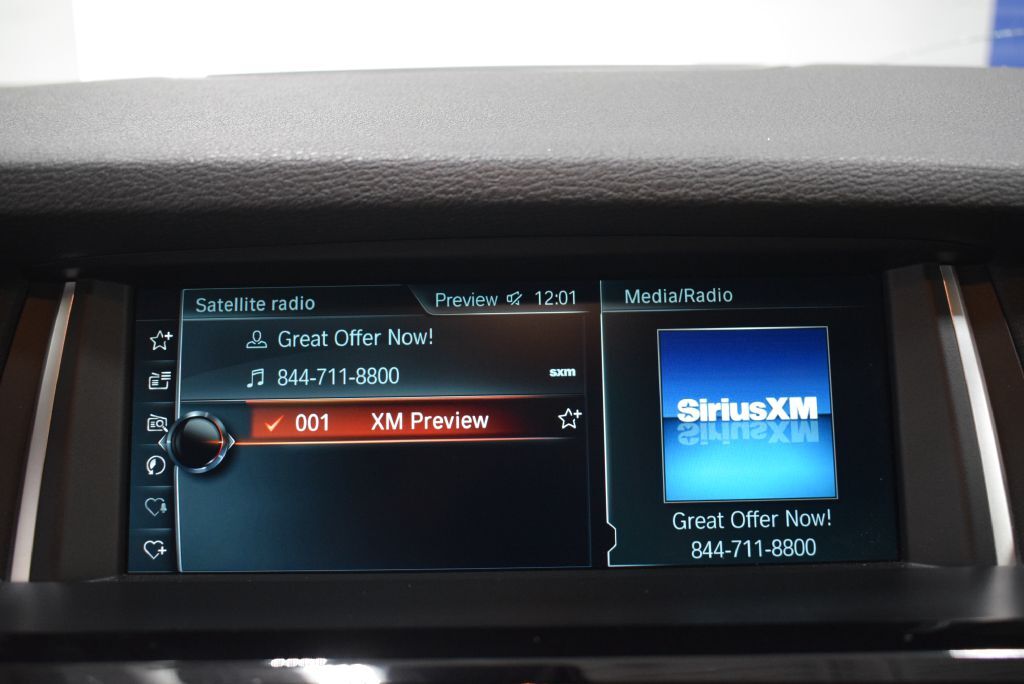 Satellite radio
Preview 12:01
Media/Radio
Great Offer Now!
844-711-8800
sxm
001 XM Preview
SiriusXM
Great Offer Now!
844-711-8800